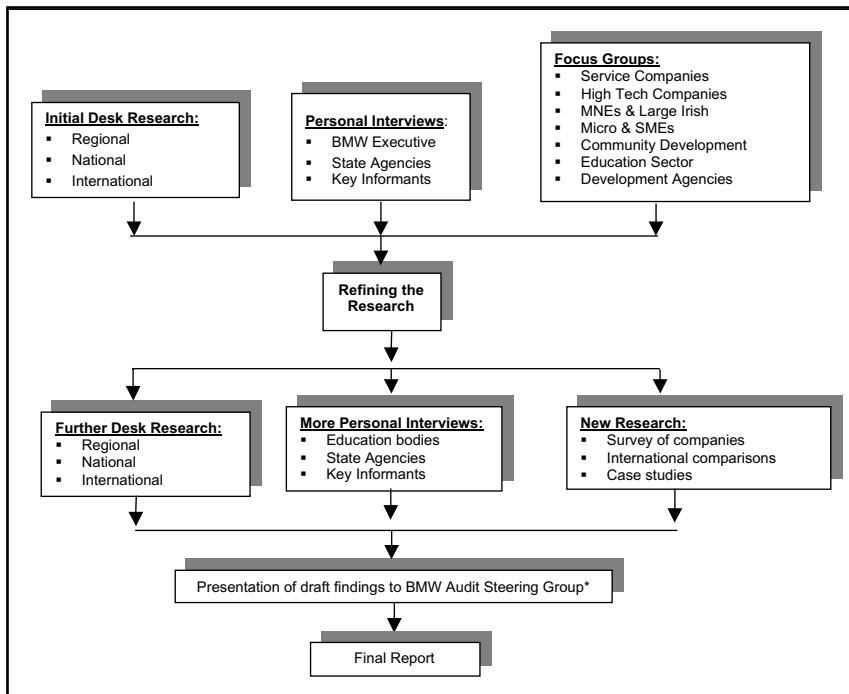 Initial Desk Research:
▪ Regional
▪ National
▪ International
Personal Interviews:
▪ BMW Executive
▪ State Agencies
▪ Key Informants
Focus Groups:
▪ Service Companies
▪ High Tech Companies
▪ MNEs & Large Irish
▪ Micro & SMEs
▪ Community Development
▪ Education Sector
▪ Development Agencies
Refining the
Research
Further Desk Research:
▪ Regional
▪ National
▪ International
More Personal Interviews:
▪ Education bodies
▪ State Agencies
▪ Key Informants
New Research:
▪ Survey of companies
▪ International comparisons
▪ Case studies
Presentation of draft findings to BMW Audit Steering Group*
Final Report